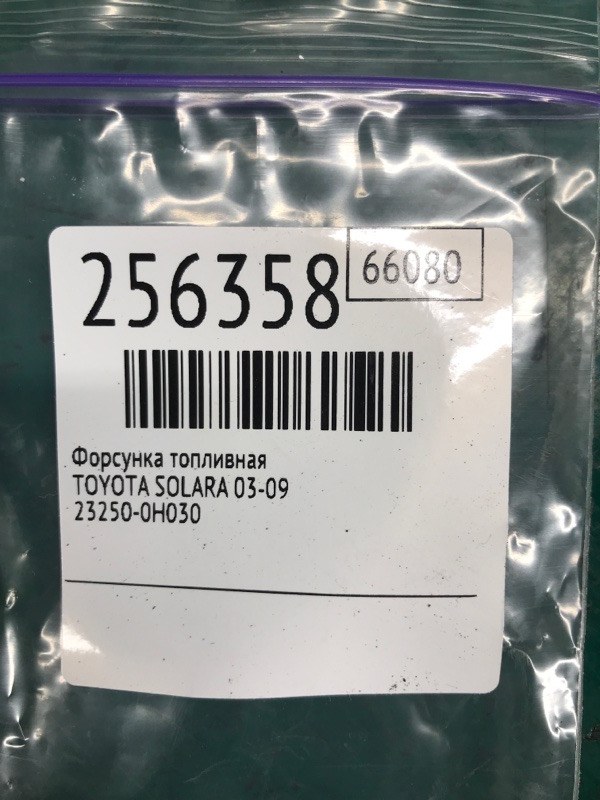 256358
66080
Форсунка топливная
TOYOTA SOLARA 03-09
23250-0H030